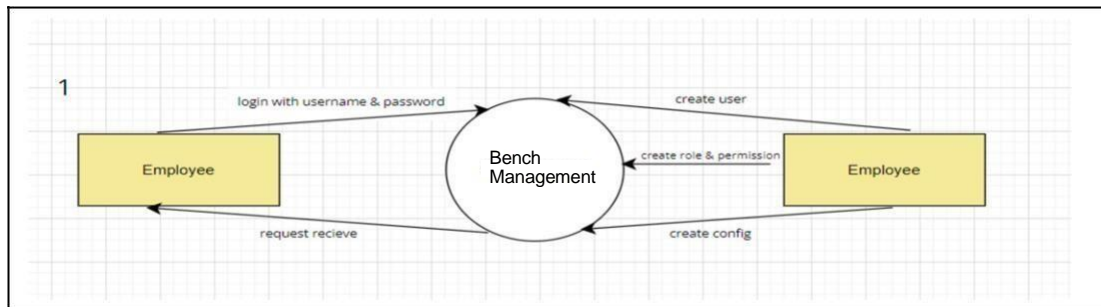 1
login with username & password
create user
Employee
Bench
Management
create role & permission
Employee
request recieve
create config